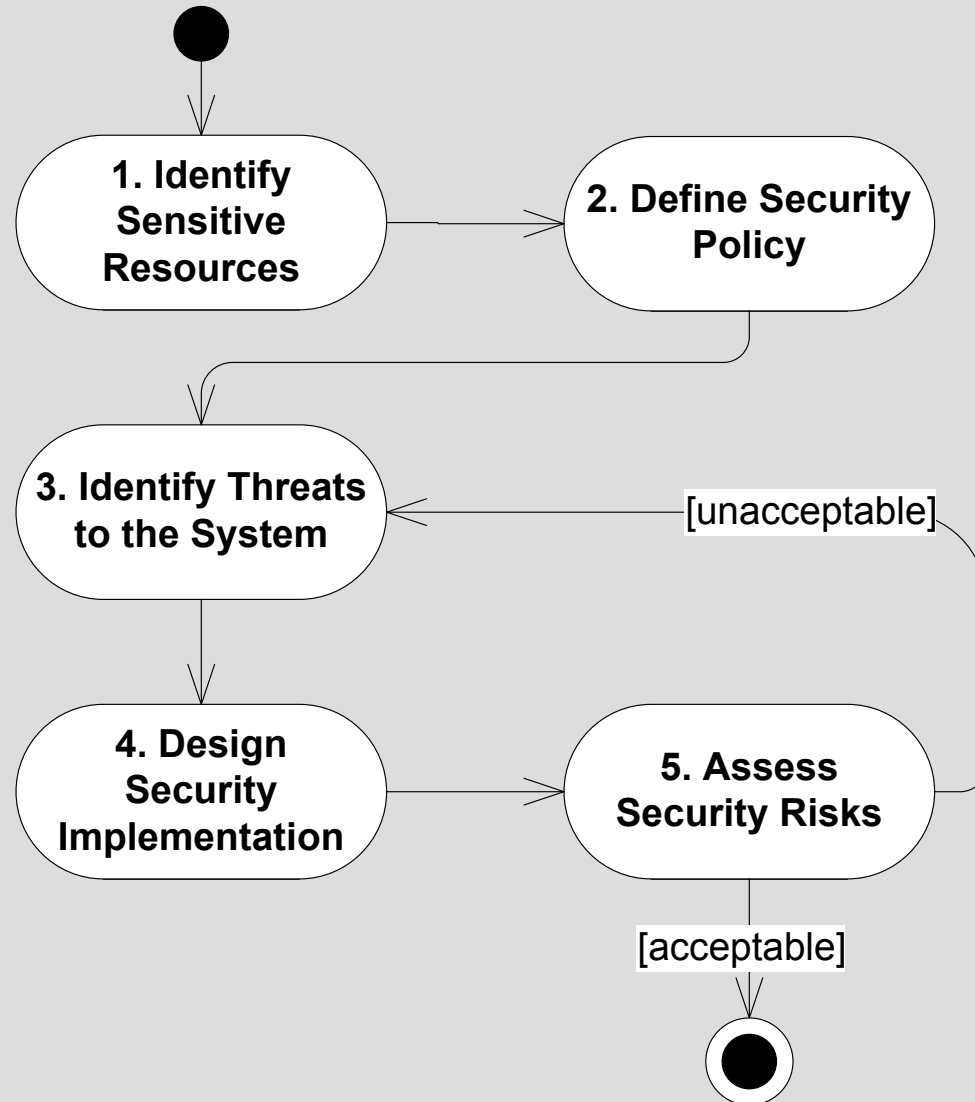 1. Identify
Sensitive
Resources
2. Define Security
Policy
3. Identify Threats
to the System
[unacceptable]
4. Design
Security
Implementation
5. Assess
Security Risks
[acceptable]